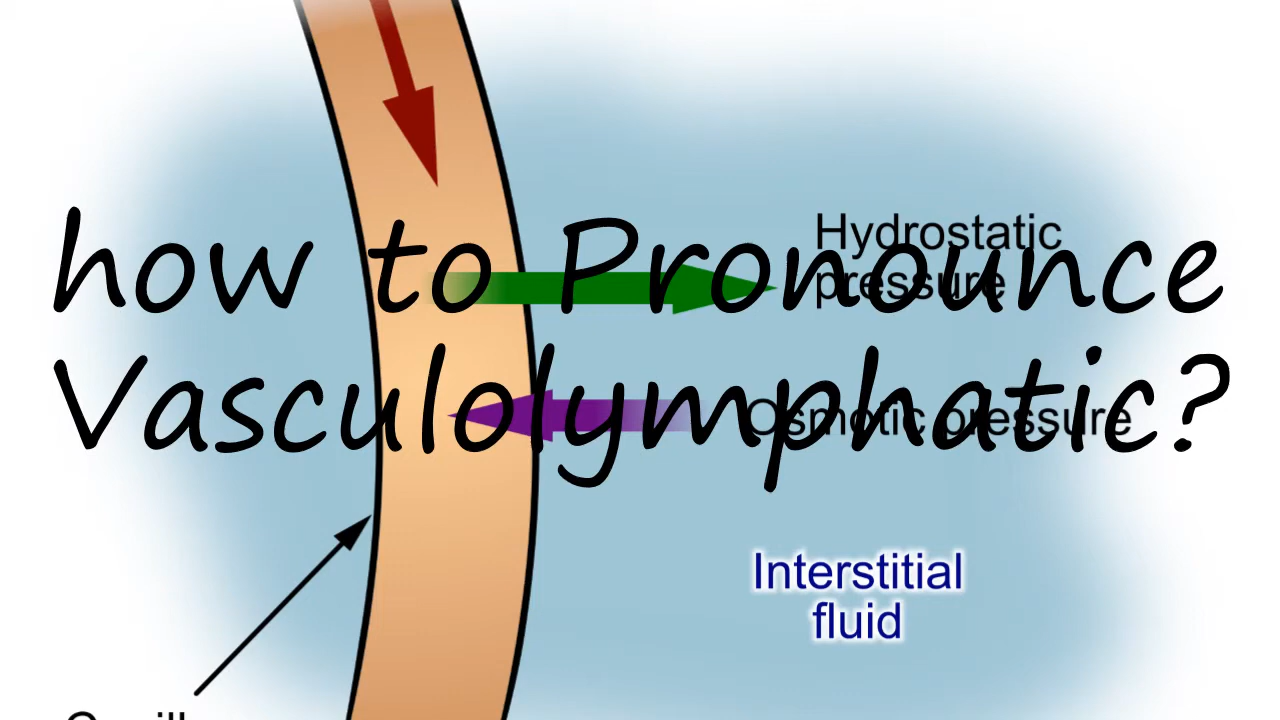 how to Pronounce
Vasculolymphatic?
Hydrostatic
pressure
Osmotic pressure
Interstitial
fluid